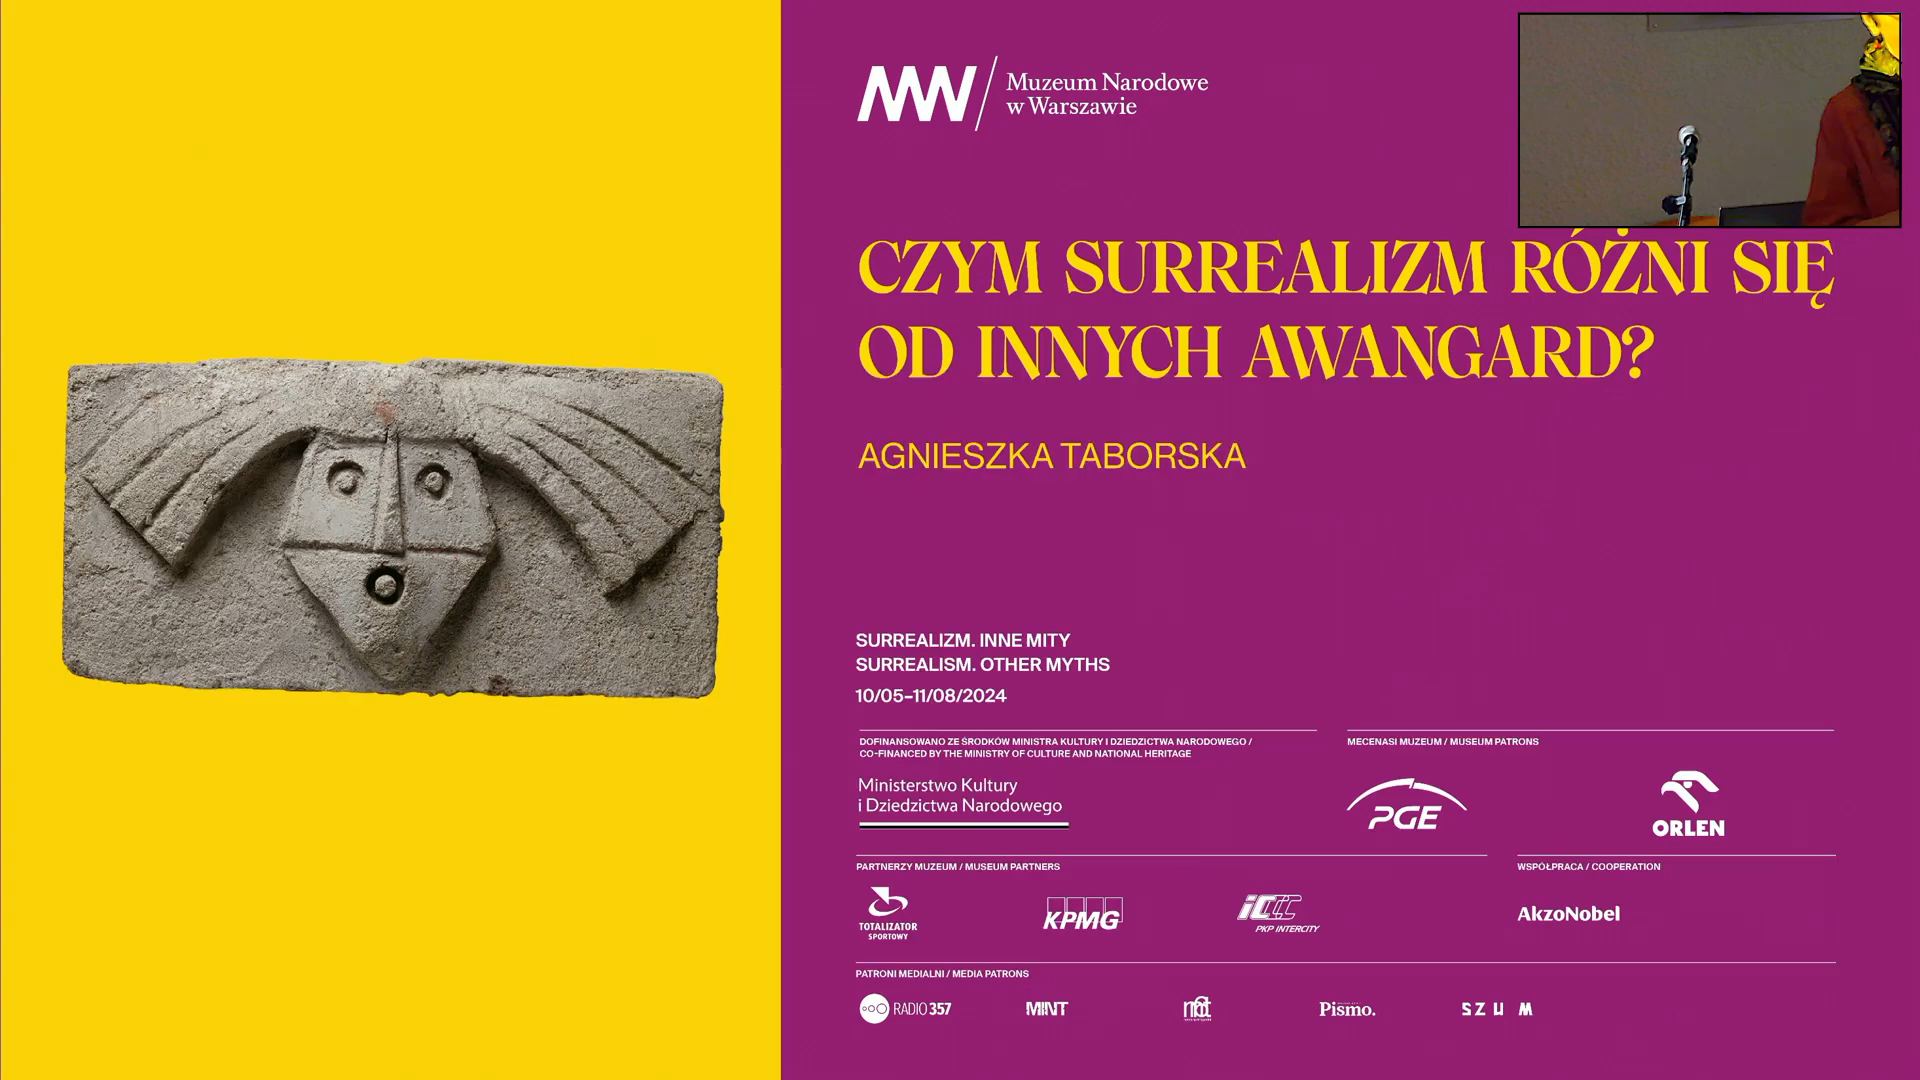 Muzeum Narodowe
w Warszawie
CZYM SURREALIZM RÓŻNI SIĘ
OD INNYCH AWANGARD?
AGNIESZKA TABORSKA
SURREALIZM. INNE MITY
SURREALISM. OTHER MYTHS
10/05–11/08/2024
DOFINANSOWANO ZE ŚRODKÓW MINISTRA KULTURY I DZIEDZICTWA NARODOWEGO /
CO-FINANCED BY THE MINISTRY OF CULTURE AND NATIONAL HERITAGE
Ministerstwo Kultury
i Dziedzictwa Narodowego
MECENASI MUZEUM / MUSEUM PATRONS
PGE
ORLEN
PARTNERZY MUZEUM / MUSEUM PARTNERS
TOTALIZATOR
SPORTOWY
KPMG
PKP INTERCITY
WSPÓŁPRACA / COOPERATION
AkzoNobel
PATRONI MEDIALNI / MEDIA PATRONS
RADIO 357
MINT
Pismo.
SZUM